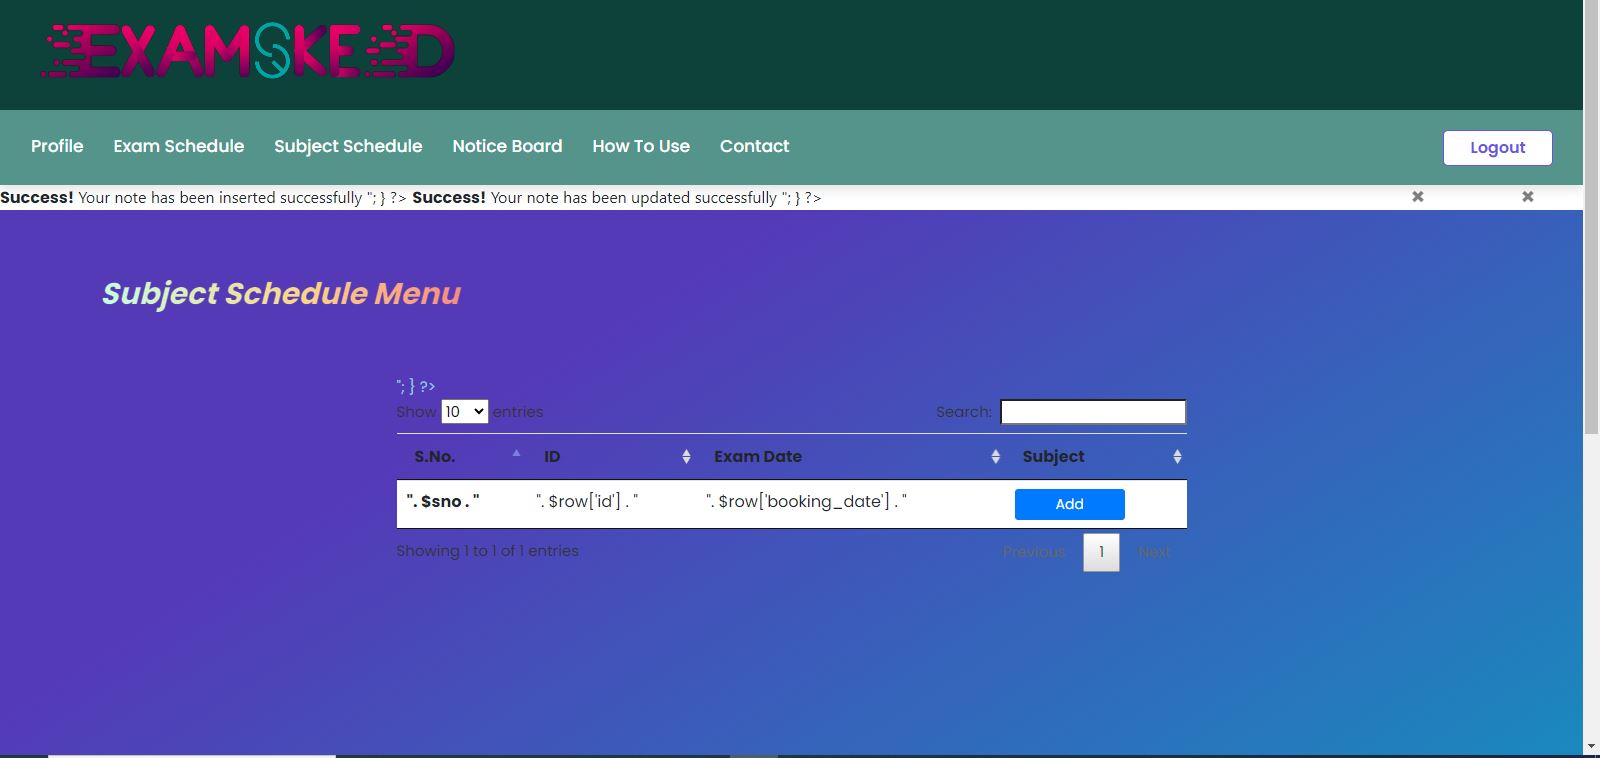 EXAMSKED
Profile Exam Schedule Subject Schedule Notice Board How To Use Contact Logout
Success! Your note has been inserted successfully "; } ?> Success! Your note has been updated successfully "; } ?> ✖ ✖
Subject Schedule Menu
"; } ?>
Show 10 entries Search:
S.No. ID Exam Date Subject
". $sno . " ". $row['id'] . " ". $row['booking_date'] . " Add
Showing 1 to 1 of 1 entries Previous 1 Next